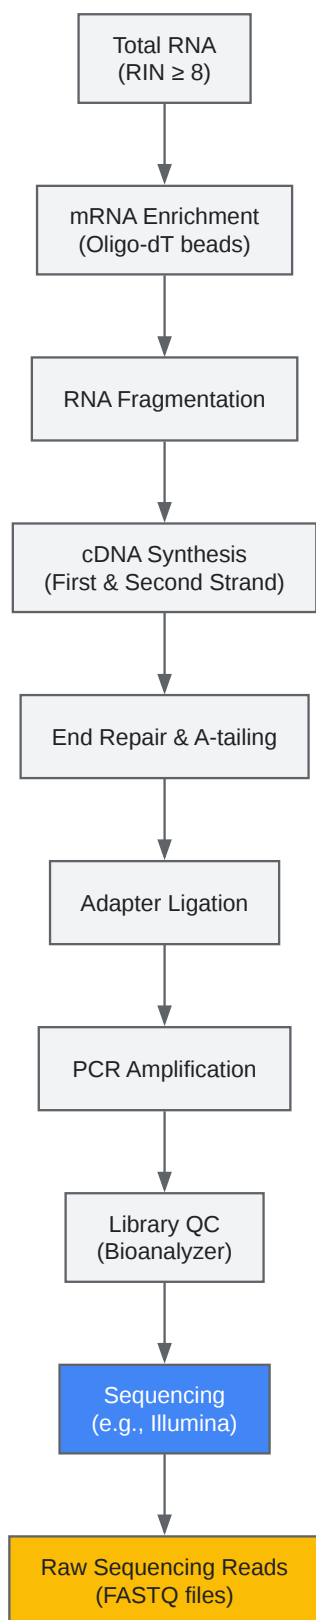 Total RNA
(RIN ≥ 8)
mRNA Enrichment
(Oligo-dT beads)
RNA Fragmentation
cDNA Synthesis
(First & Second Strand)
End Repair & A-tailing
Adapter Ligation
PCR Amplification
Library QC
(Bioanalyzer)
Sequencing
(e.g., Illumina)
Raw Sequencing Reads
(FASTQ files)